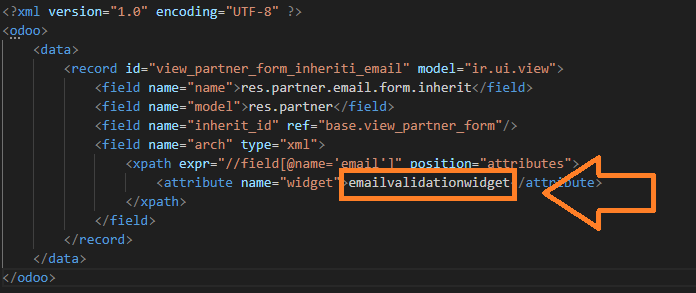 <?xml version="1.0" encoding="UTF-8" ?>
<odoo>
<data>
<record id="view_partner_form_inheriti_email" model="ir.ui.view">
<field name="name">res.partner.email.form.inherit</field>
<field name="model">res.partner</field>
<field name="inherit_id" ref="base.view_partner_form"/>
<field name="arch" type="xml">
<xpath expr="//field[@name='email']" position="attributes">
<attribute name="widget">emailvalidationwidget</attribute>
</xpath>
</field>
</record>
</data>
</odoo>